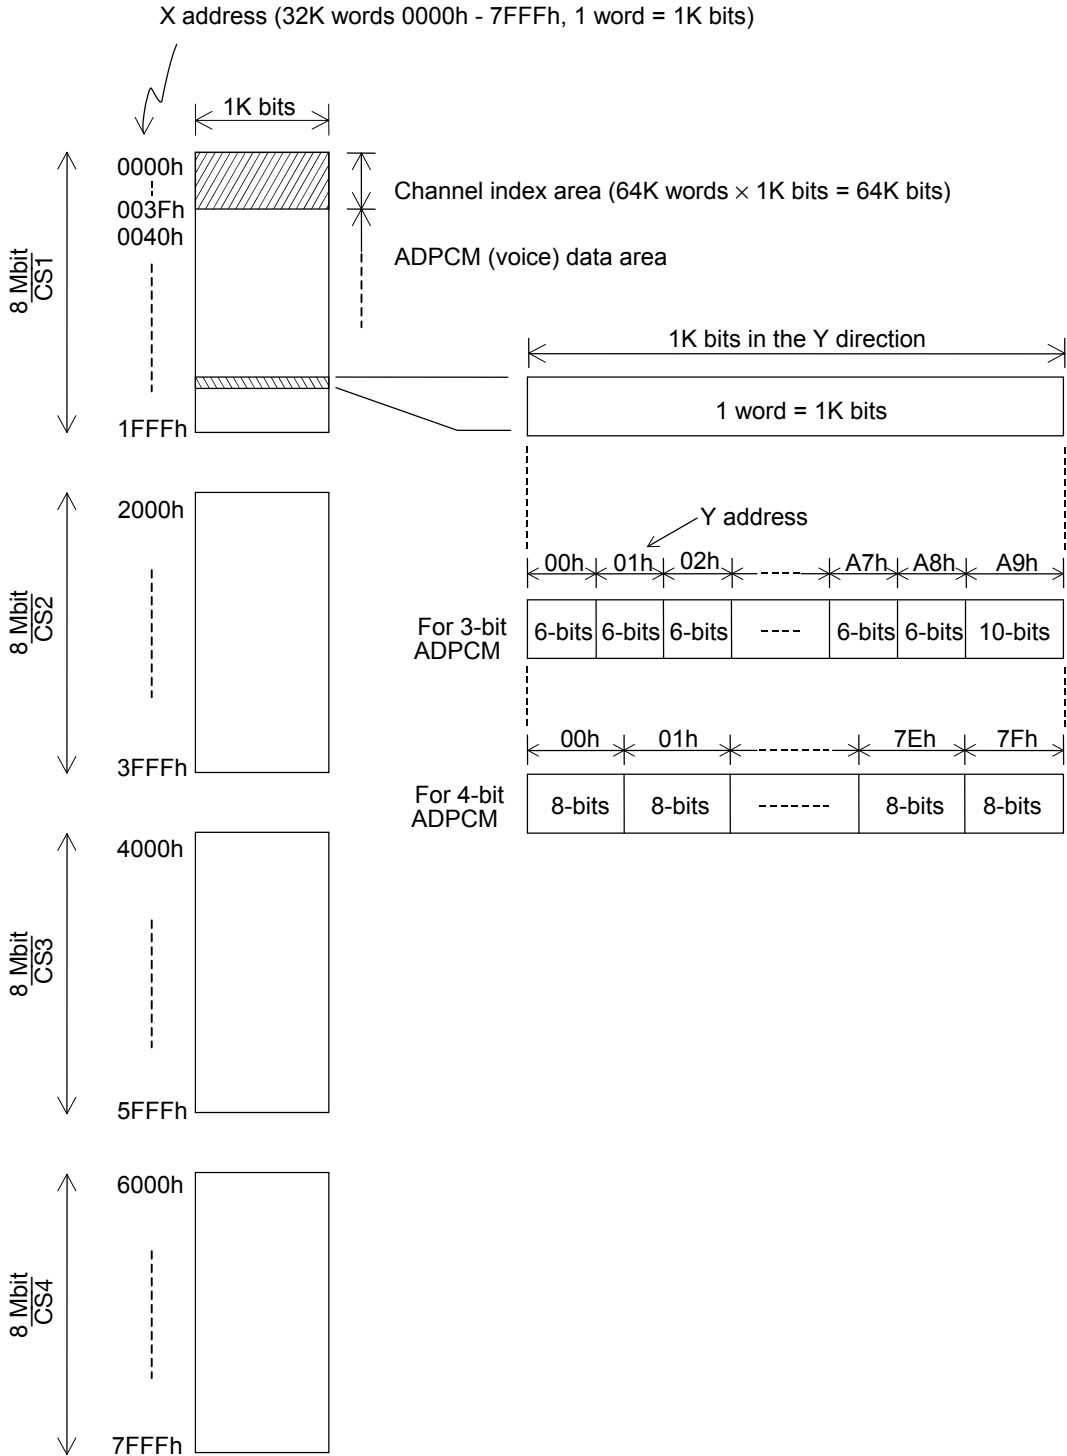 X address (32K words 0000h - 7FFFh, 1 word = 1K bits)
1K bits
0000h
003Fh
0040h
1FFFh
8 Mbit
CS1
Channel index area (64K words × 1K bits = 64K bits)
ADPCM (voice) data area
1K bits in the Y direction
1 word = 1K bits
Y address
00h 01h 02h A7h A8h A9h
For 3-bit
ADPCM
6-bits 6-bits 6-bits 6-bits 6-bits 10-bits
00h 01h 7Eh 7Fh
For 4-bit
ADPCM
8-bits 8-bits 8-bits 8-bits
2000h
3FFFh
8 Mbit
CS2
4000h
5FFFh
8 Mbit
CS3
6000h
7FFFh
8 Mbit
CS4